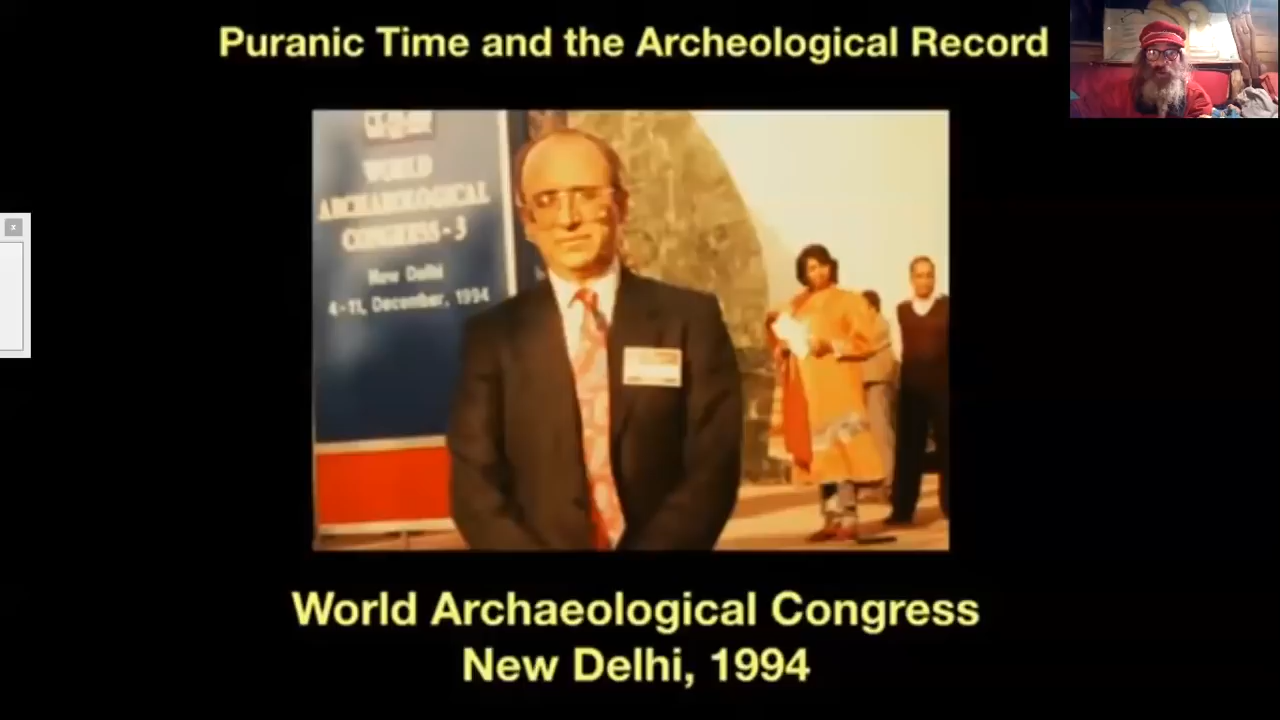 Puranic Time and the Archeological Record
WORLD
ARCHAEOLOGICAL
CONGRESS-3
New Delhi
4-11, December, 1994
World Archaeological Congress
New Delhi, 1994
x